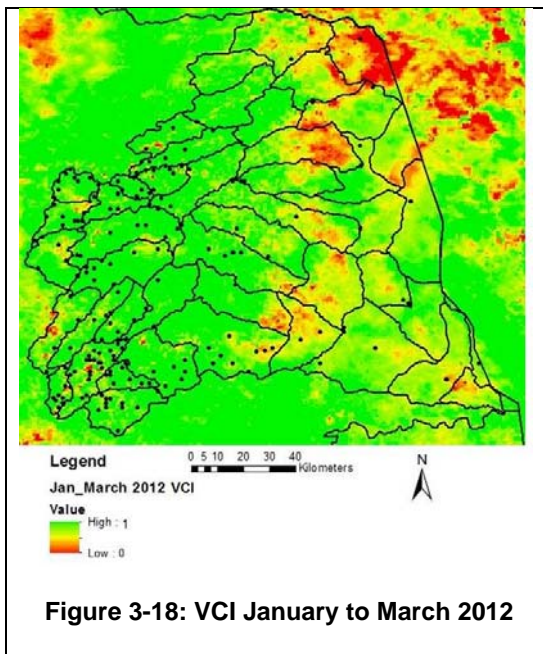 Legend
0 5 10 20 30 40
Kilometers
N
Jan_March 2012 VCI
Value
High : 1
Low : 0
Figure 3-18: VCI January to March 2012